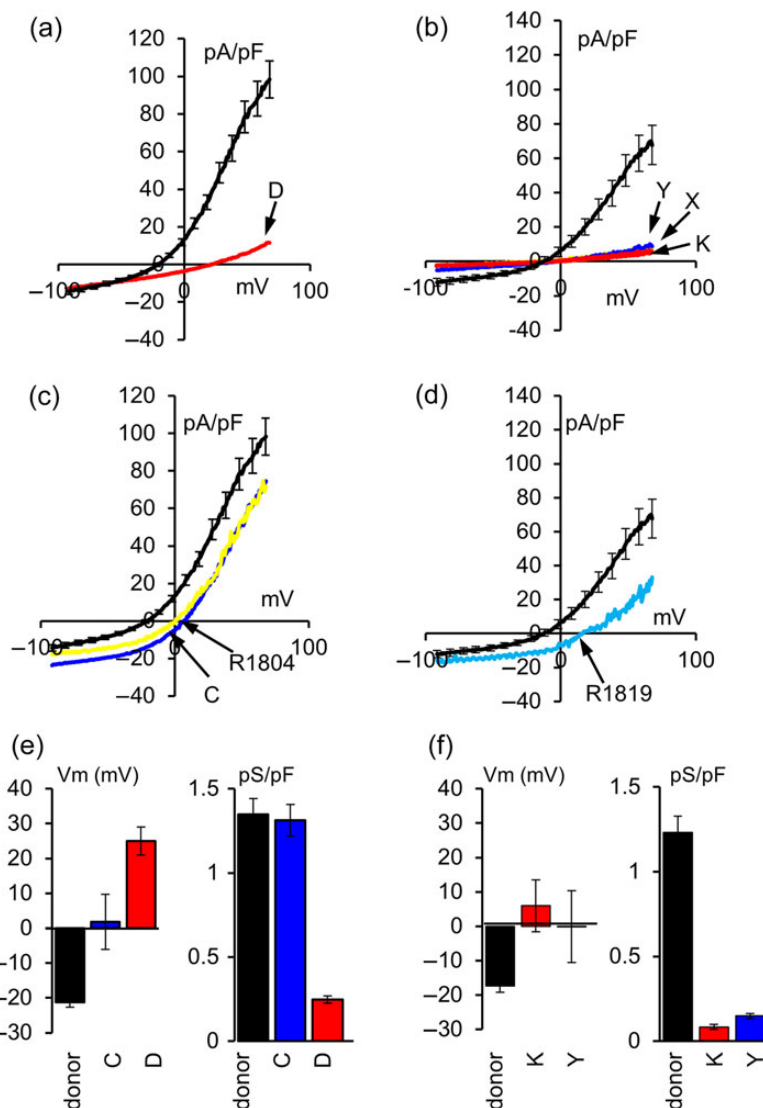 (a)
120
pA/pF
100
80
60
D
40
20
0
–100
0
100
mV
–20
–40
(b)
140
120
pA/pF
100
80
60
Y
X
40
K
20
0
-100
0
100
mV
-20
-40
(c)
120
pA/pF
100
80
60
40
20
mV
0
–100
0
100
–20
R1804
C
–40
(d)
140
120
pA/pF
100
80
60
40
20
mV
0
–100
0
100
–20
R1819
–40
(e)
Vm (mV)
40
30
20
10
0
–10
–20
–30
donor
C
D
pS/pF
1.5
1
0.5
0
donor
C
D
(f)
Vm (mV)
40
30
20
10
0
–10
–20
–30
donor
K
Y
pS/pF
1.5
1
0.5
0
donor
K
Y